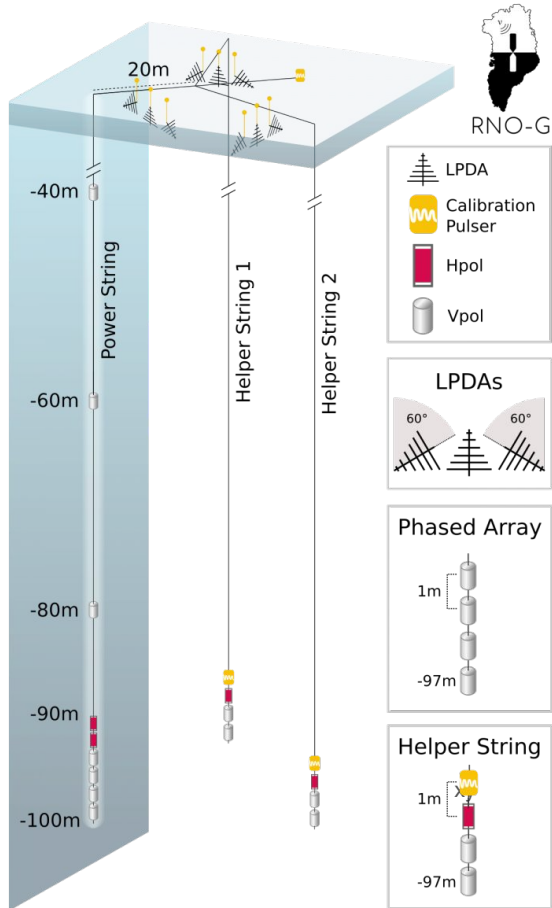 20m
RNO-G
-40m
-60m
-80m
-90m
-100m
Power String
Helper String 1
Helper String 2
LPDA
Calibration
Pulser
Hpol
Vpol
LPDAs
60°
60°
Phased Array
1m
-97m
Helper String
1m
-97m